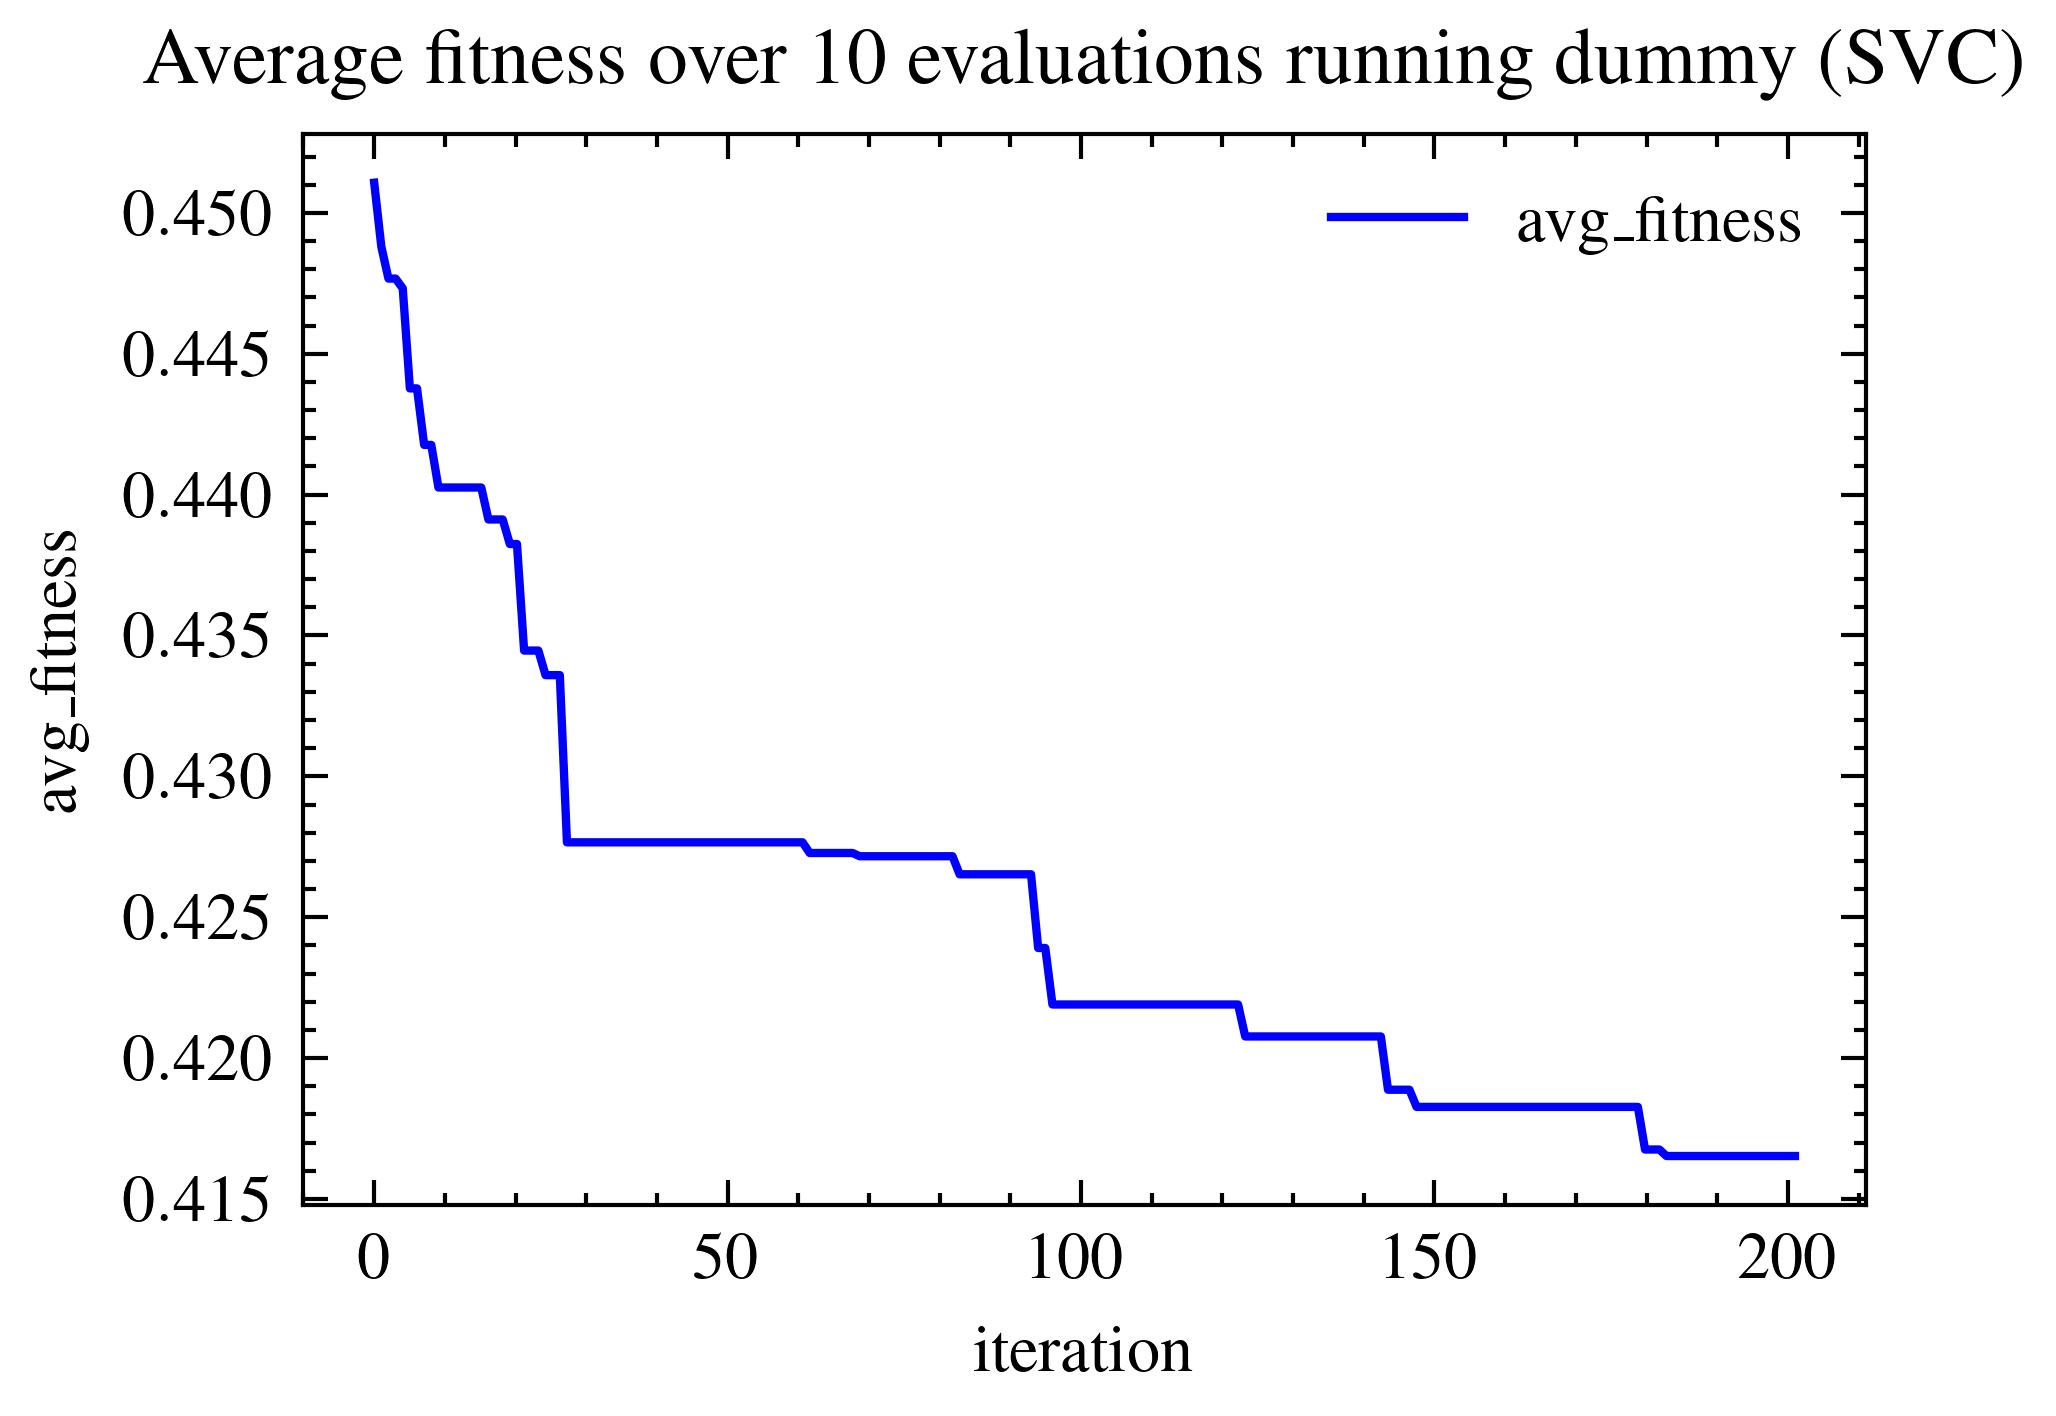 Average fitness over 10 evaluations running dummy (SVC)
avg_fitness
0.450
0.445
0.440
0.435
0.430
0.425
0.420
0.415
avg_fitness
0 50 100 150 200
iteration